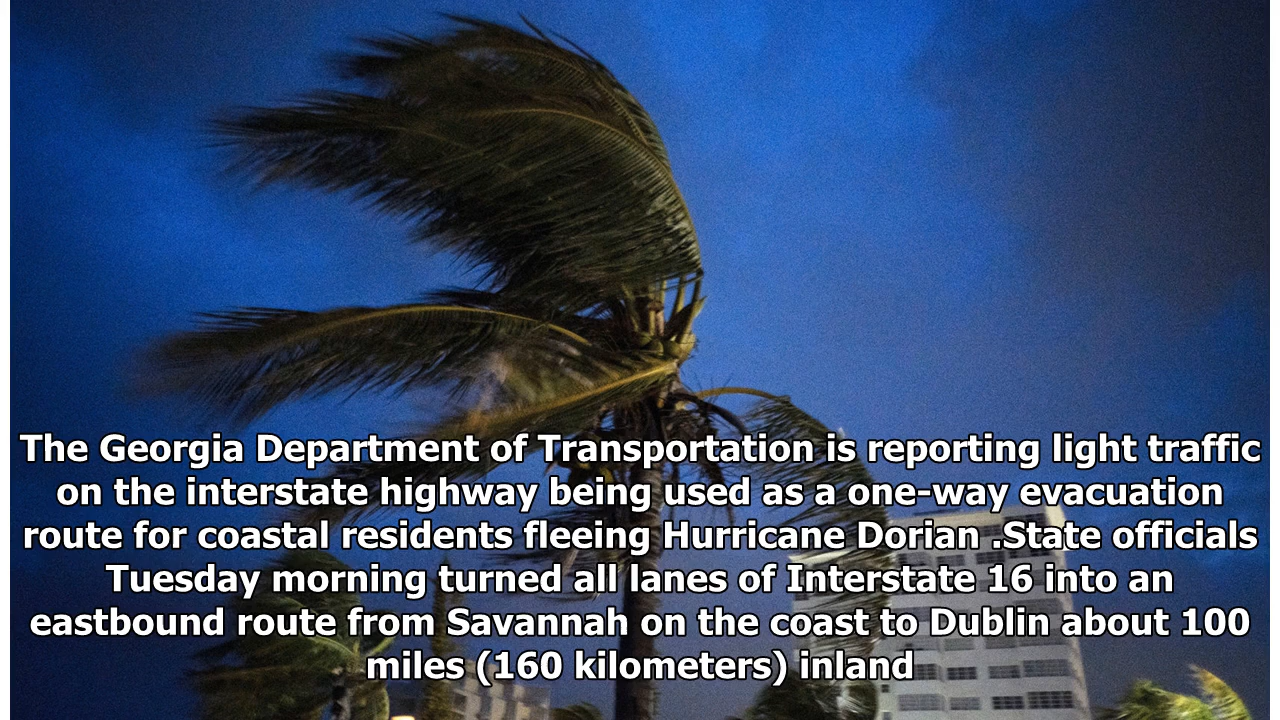 The Georgia Department of Transportation is reporting light traffic
on the interstate highway being used as a one-way evacuation
route for coastal residents fleeing Hurricane Dorian .State officials
Tuesday morning turned all lanes of Interstate 16 into an
eastbound route from Savannah on the coast to Dublin about 100
miles (160 kilometers) inland